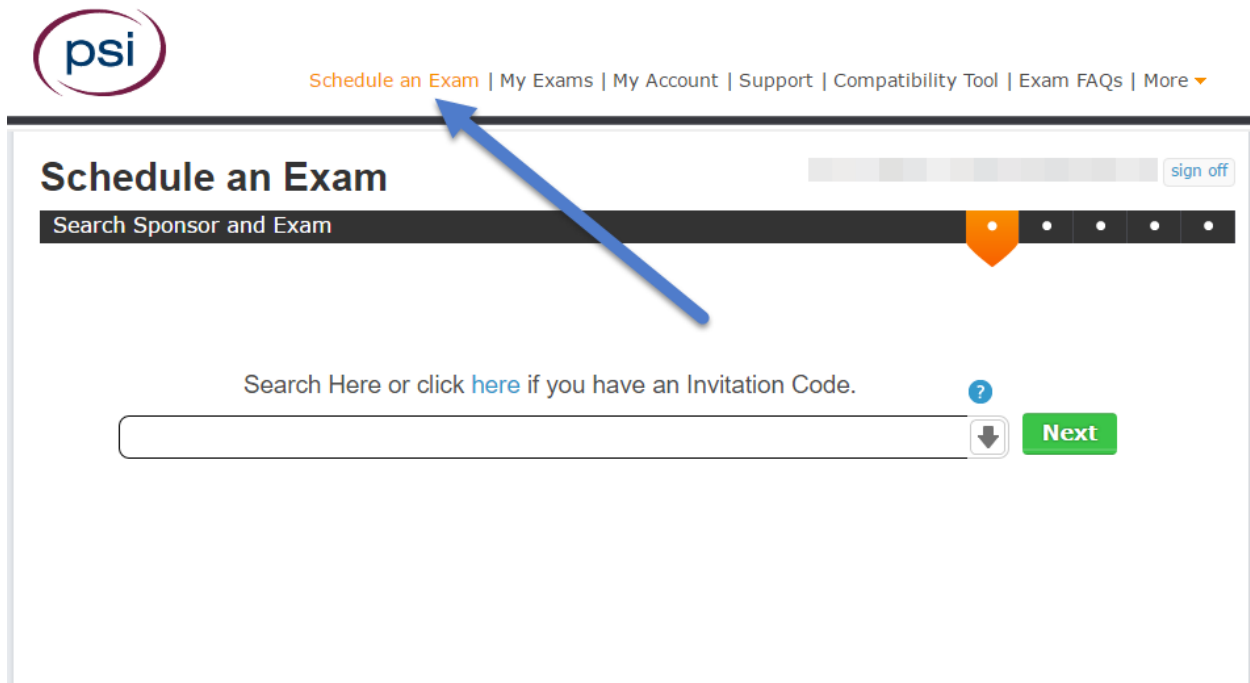 psi
Schedule an Exam | My Exams | My Account | Support | Compatibility Tool | Exam FAQs | More
Schedule an Exam
sign off
Search Sponsor and Exam
Search Here or click here if you have an Invitation Code.
?
Next